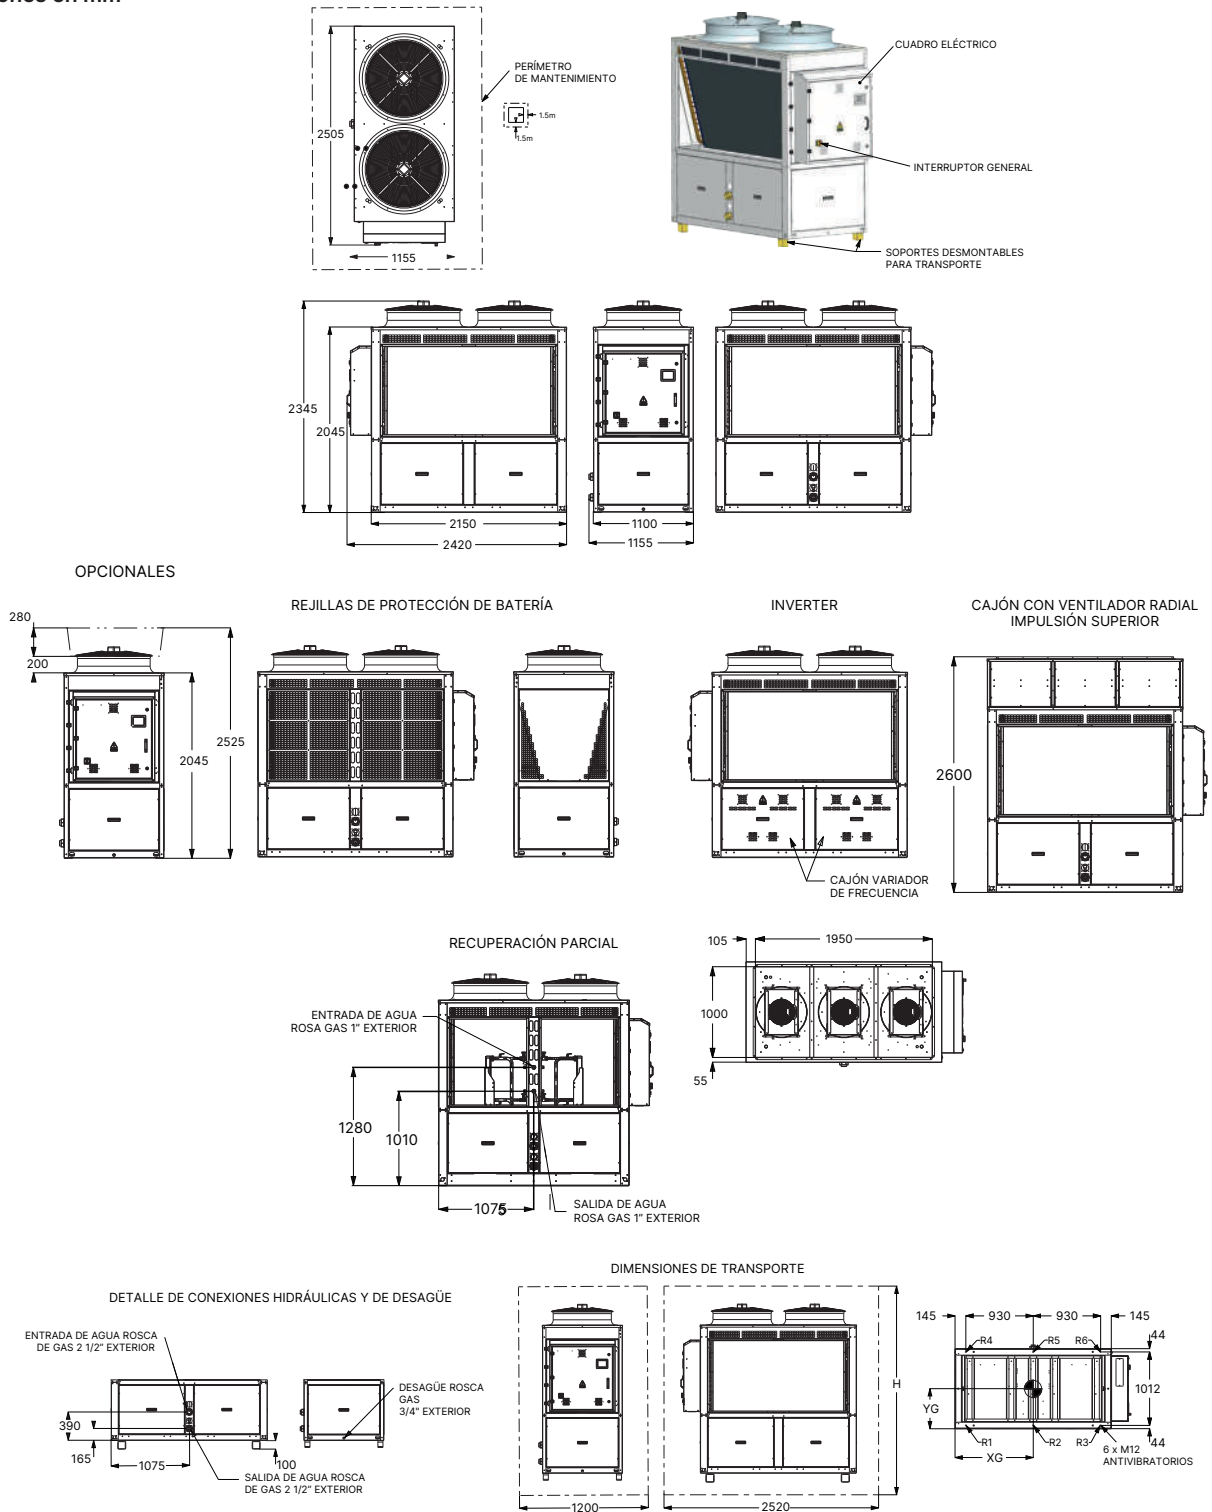 2505
1155
PERÍMETRO
DE MANTENIMIENTO
1.5m
1.5m
CUADRO ELÉCTRICO
INTERRUPTOR GENERAL
SOPORTES DESMONTABLES
PARA TRANSPORTE
2345
2045
2150
2420
1100
1155
OPCIONALES
280
200
2045
2525
REJILLAS DE PROTECCIÓN DE BATERÍA
INVERTER
CAJÓN VARIADOR
DE FRECUENCIA
CAJÓN CON VENTILADOR RADIAL
IMPULSIÓN SUPERIOR
2600
RECUPERACIÓN PARCIAL
ENTRADA DE AGUA
ROSA GAS 1" EXTERIOR
1280
1010
1075
SALIDA DE AGUA
ROSA GAS 1" EXTERIOR
105
1950
1000
55
DETALLE DE CONEXIONES HIDRÁULICAS Y DE DESAGÜE
ENTRADA DE AGUA ROSCA
DE GAS 2 1/2" EXTERIOR
390
165
1075
100
SALIDA DE AGUA ROSCA
DE GAS 2 1/2" EXTERIOR
DESAGÜE ROSCA
GAS
3/4" EXTERIOR
DIMENSIONES DE TRANSPORTE
1200
2520
H
145
930
930
145
R4
R5
R6
44
1012
YG
R1
R2
R3
44
XG
6 x M12
ANTIVIBRATORIOS